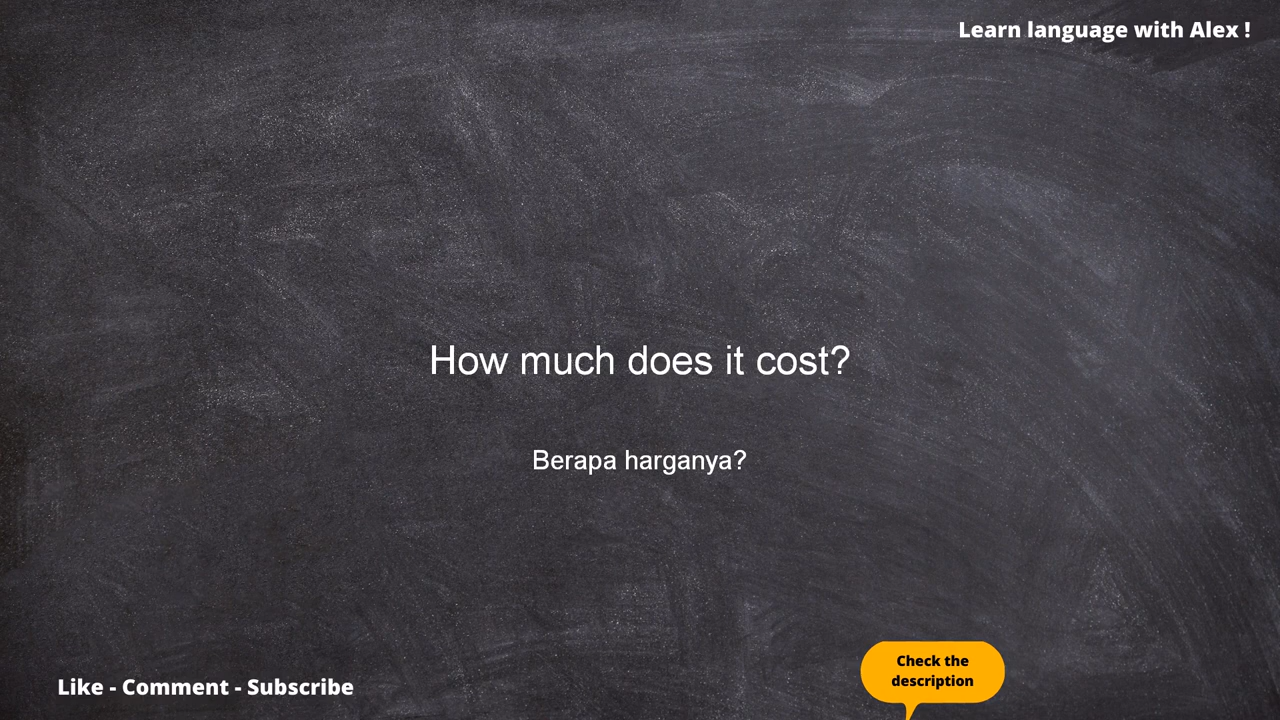 Learn language with Alex !
How much does it cost?
Berapa harganya?
Like - Comment - Subscribe
Check the
description